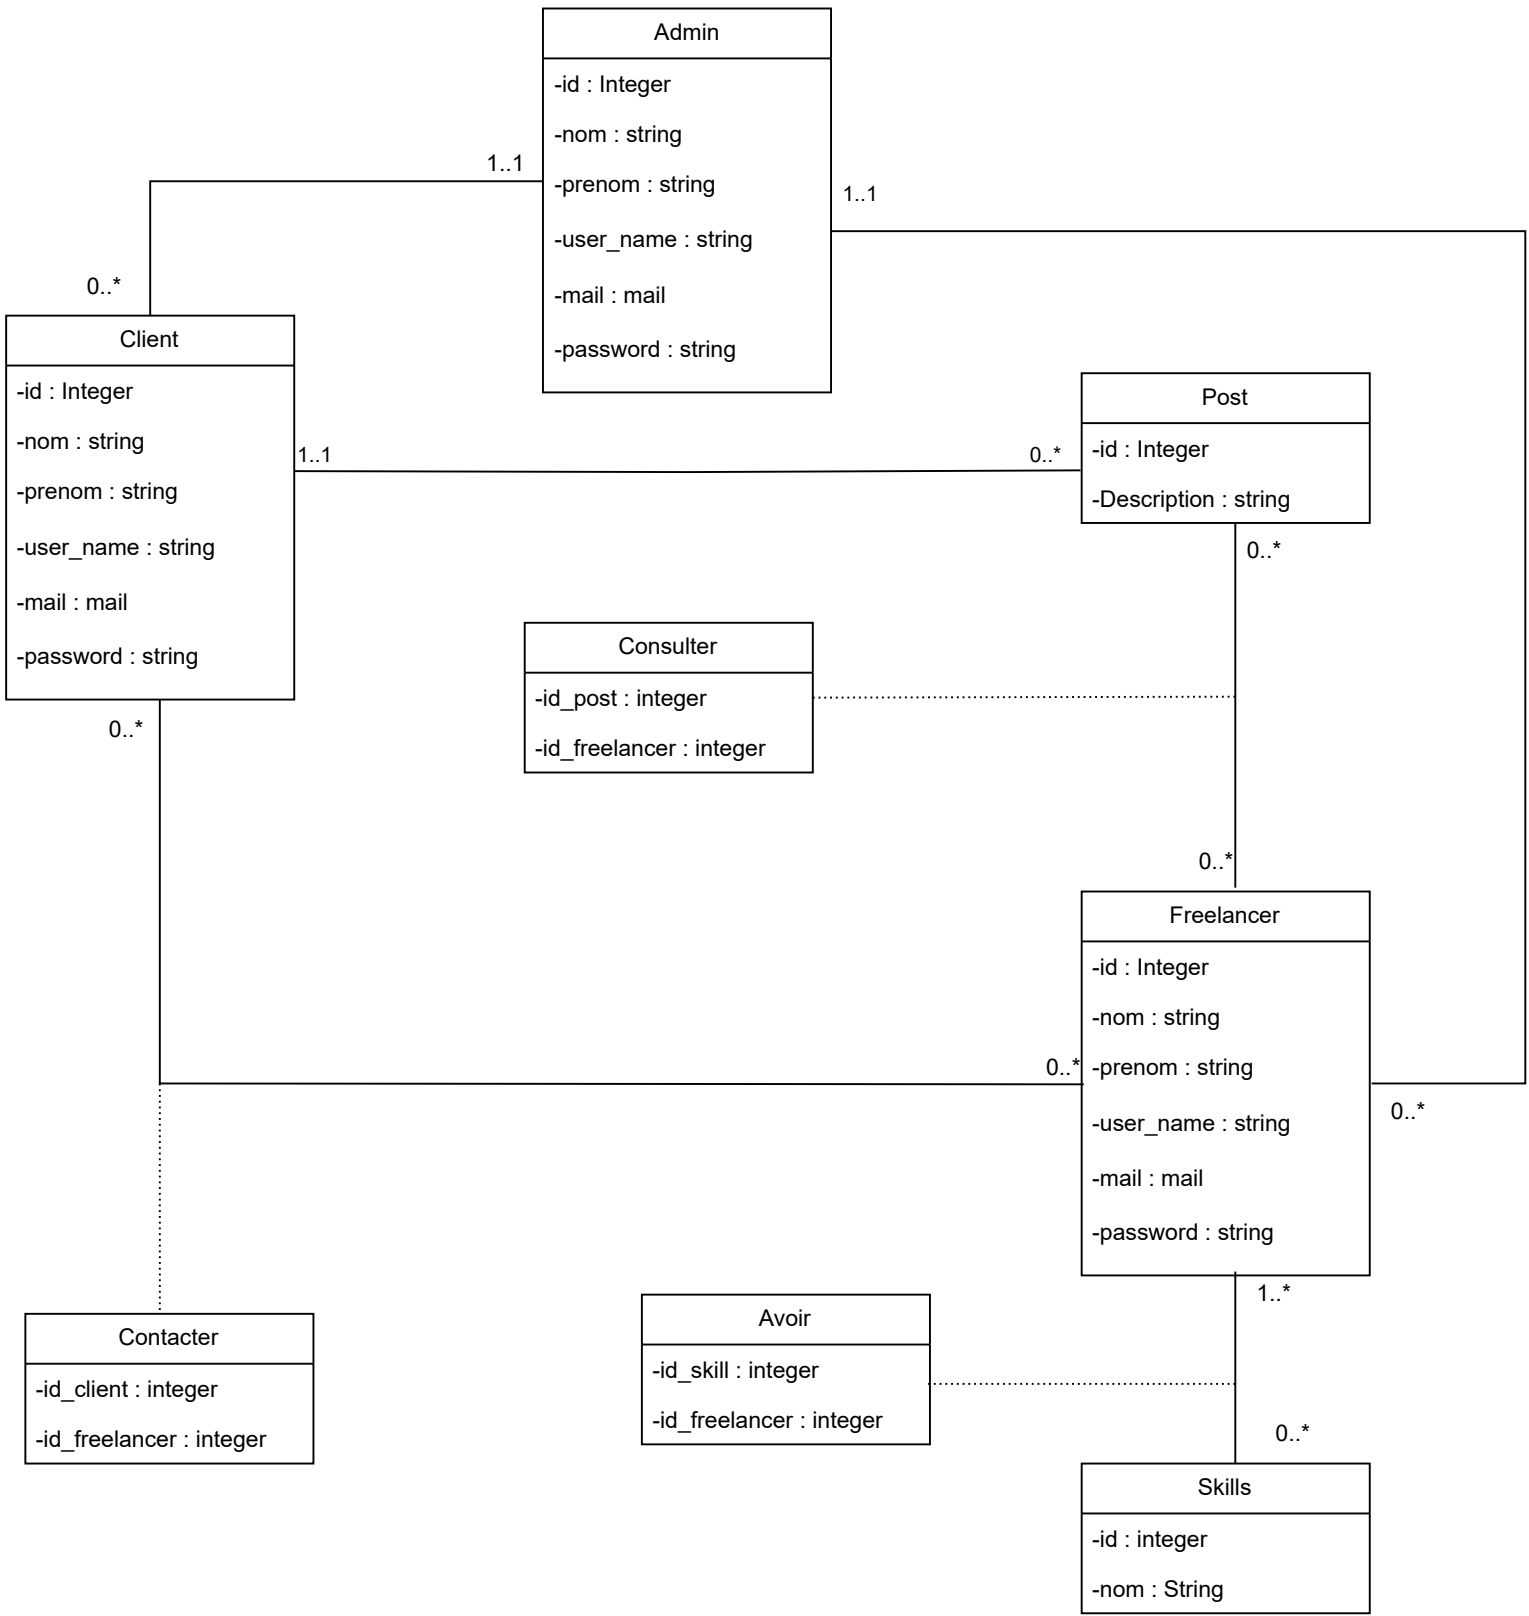 Admin
-id : Integer
-nom : string
-prenom : string
-user_name : string
-mail : mail
-password : string
1..1
1..1
0..*
Client
-id : Integer
-nom : string
-prenom : string
-user_name : string
-mail : mail
-password : string
1..1
0..*
Post
-id : Integer
-Description : string
0..*
Consulter
-id_post : integer
-id_freelancer : integer
0..*
0..*
Freelancer
-id : Integer
-nom : string
-prenom : string
-user_name : string
-mail : mail
-password : string
0..*
0..*
1..*
Contacter
-id_client : integer
-id_freelancer : integer
Avoir
-id_skill : integer
-id_freelancer : integer
0..*
Skills
-id : integer
-nom : String